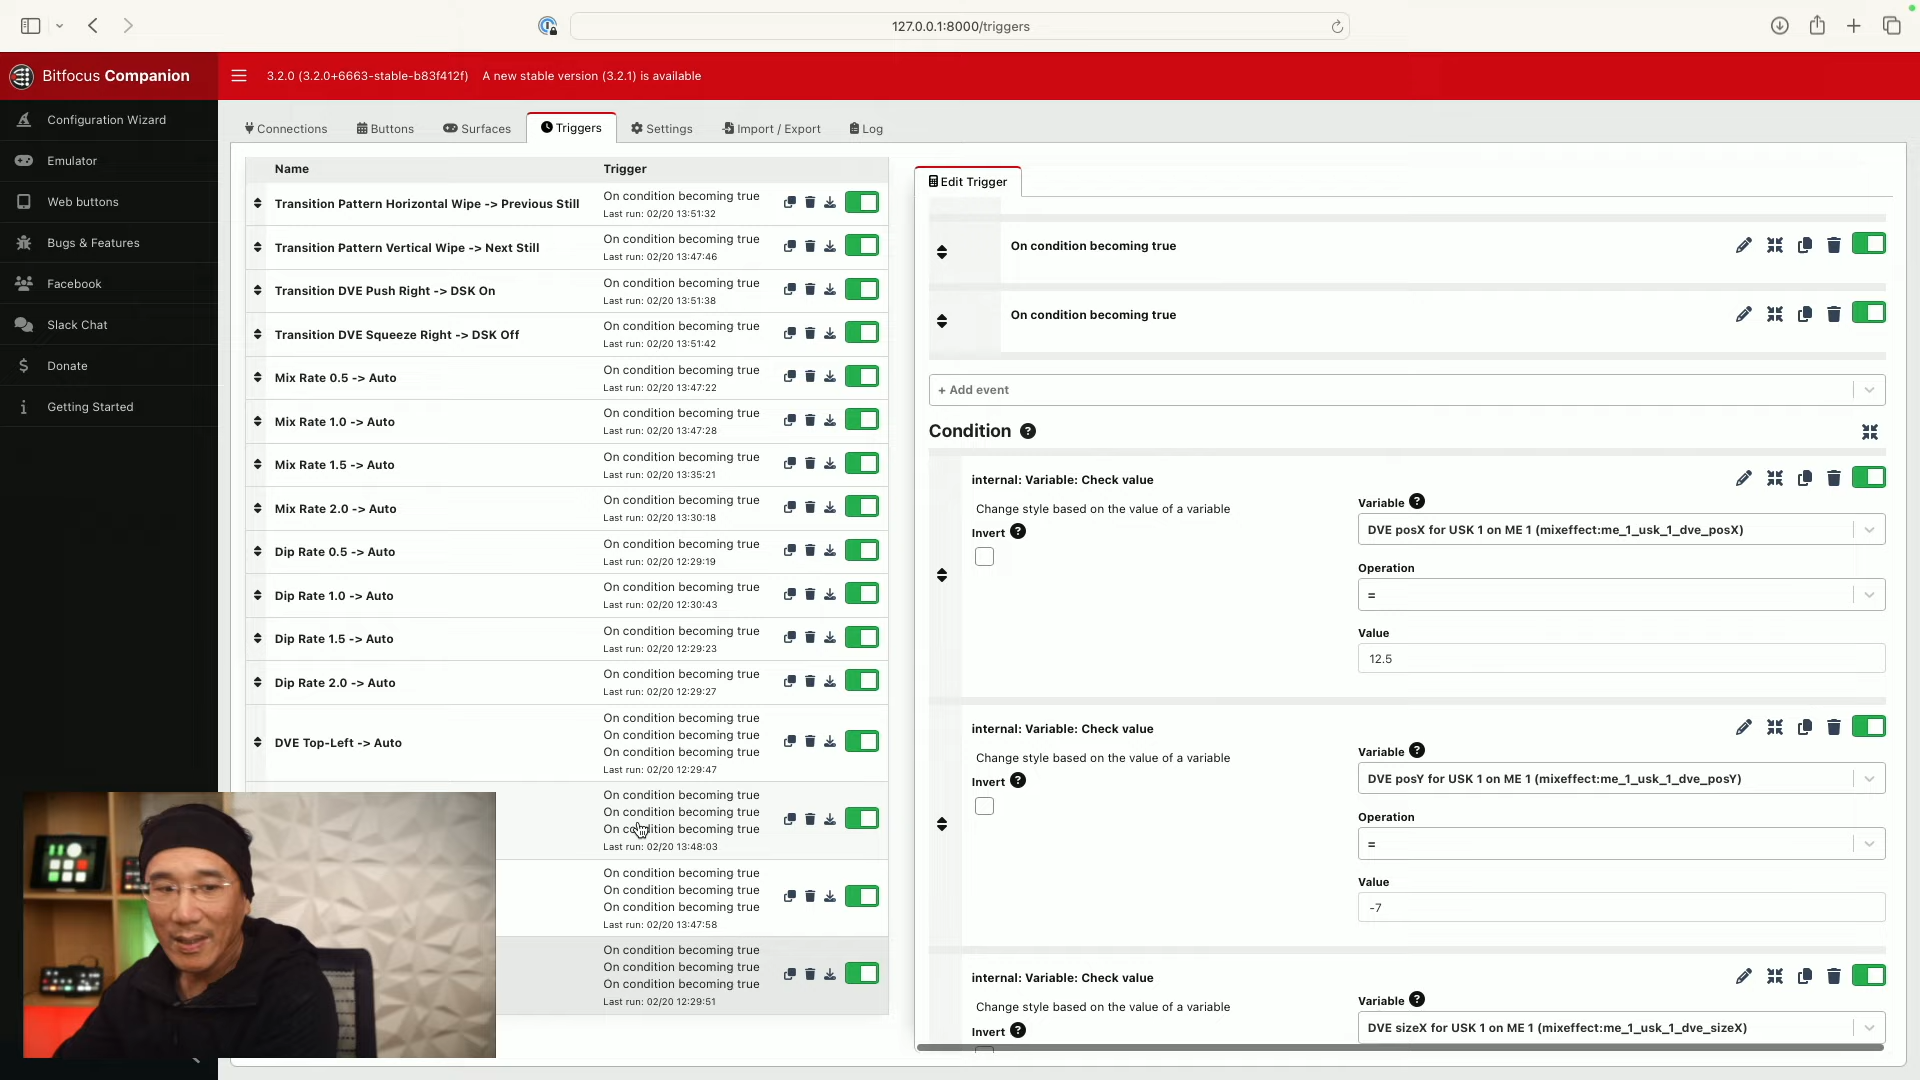 127.0.0.1:8000/triggers
Bitfocus Companion
3.2.0 (3.2.0+6663-stable-b83f412f)
A new stable version (3.2.1) is available
Configuration Wizard
Emulator
Web buttons
Bugs & Features
Facebook
Slack Chat
Donate
Getting Started
Connections
Buttons
Surfaces
Triggers
Settings
Import / Export
Log
Name
Trigger
Transition Pattern Horizontal Wipe -> Previous Still
On condition becoming true
Last run: 02/20 13:51:32
Transition Pattern Vertical Wipe -> Next Still
On condition becoming true
Last run: 02/20 13:47:46
Transition DVE Push Right -> DSK On
On condition becoming true
Last run: 02/20 13:51:38
Transition DVE Squeeze Right -> DSK Off
On condition becoming true
Last run: 02/20 13:51:42
Mix Rate 0.5 -> Auto
On condition becoming true
Last run: 02/20 13:47:22
Mix Rate 1.0 -> Auto
On condition becoming true
Last run: 02/20 13:47:28
Mix Rate 1.5 -> Auto
On condition becoming true
Last run: 02/20 13:35:21
Mix Rate 2.0 -> Auto
On condition becoming true
Last run: 02/20 13:30:18
Dip Rate 0.5 -> Auto
On condition becoming true
Last run: 02/20 12:29:19
Dip Rate 1.0 -> Auto
On condition becoming true
Last run: 02/20 12:30:43
Dip Rate 1.5 -> Auto
On condition becoming true
Last run: 02/20 12:29:23
Dip Rate 2.0 -> Auto
On condition becoming true
Last run: 02/20 12:29:27
DVE Top-Left -> Auto
On condition becoming true
On condition becoming true
On condition becoming true
Last run: 02/20 12:29:47
On condition becoming true
On condition becoming true
On condition becoming true
Last run: 02/20 13:48:03
On condition becoming true
On condition becoming true
On condition becoming true
Last run: 02/20 13:47:58
On condition becoming true
On condition becoming true
On condition becoming true
Last run: 02/20 12:29:51
Edit Trigger
On condition becoming true
On condition becoming true
+ Add event
Condition
internal: Variable: Check value
Change style based on the value of a variable
Invert
Variable
DVE posX for USK 1 on ME 1 (mixeffect:me_1_usk_1_dve_posX)
Operation
=
Value
12.5
internal: Variable: Check value
Change style based on the value of a variable
Invert
Variable
DVE posY for USK 1 on ME 1 (mixeffect:me_1_usk_1_dve_posY)
Operation
=
Value
-7
internal: Variable: Check value
Change style based on the value of a variable
Invert
Variable
DVE sizeX for USK 1 on ME 1 (mixeffect:me_1_usk_1_dve_sizeX)